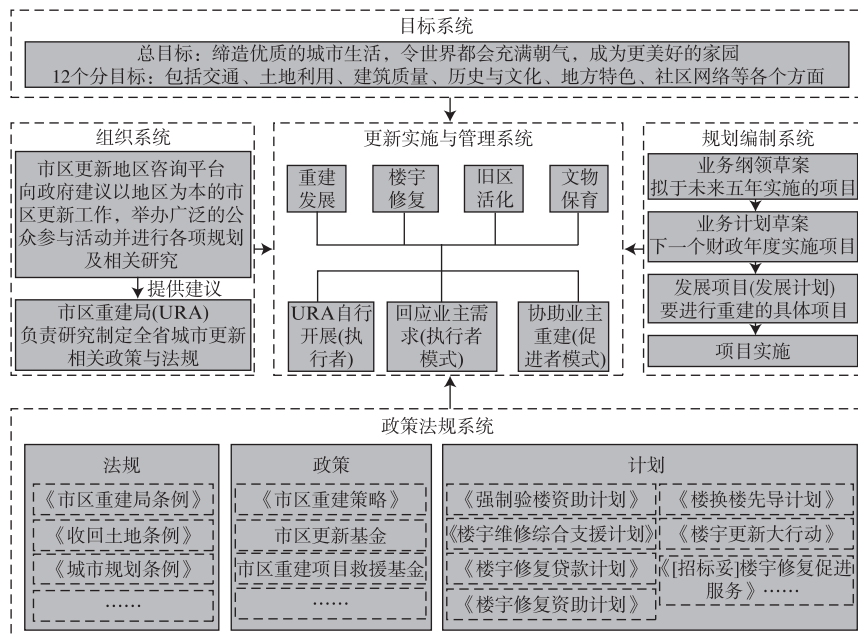 目标系统
总目标：缔造优质的城市生活，令世界都会充满朝气，成为更美好的家园
12个分目标：包括交通、土地利用、建筑质量、历史与文化、地方特色、社区网络等各个方面
组织系统
市区更新地区咨询平台
向政府建议以地区为本的市
区更新工作，举办广泛的公
众参与活动并进行各项规划
及相关研究
提供建议
市区重建局(URA)
负责研究制定全省城市更新
相关政策与法规
更新实施与管理系统
重建
发展
楼宇
修复
旧区
活化
文物
保育
URA自行
开展(执
行者)
回应业主需
求(执行者
模式)
协助业主
重建(促
进者模式)
规划编制系统
业务纲领草案
拟于未来五年实施的项目
业务计划草案
下一个财政年度实施项目
发展项目(发展计划)
要进行重建的具体项目
项目实施
政策法规系统
法规
《市区重建局条例》
《收回土地条例》
《城市规划条例》
……
政策
《市区重建策略》
市区更新基金
市区重建项目救援基金
……
计划
《强制验楼资助计划》
《楼宇维修综合支援计划》
《楼宇修复贷款计划》
《楼宇修复资助计划》
《楼换楼先导计划》
《楼宇更新大行动》
《[招标妥]楼宇修复促进
服务》……